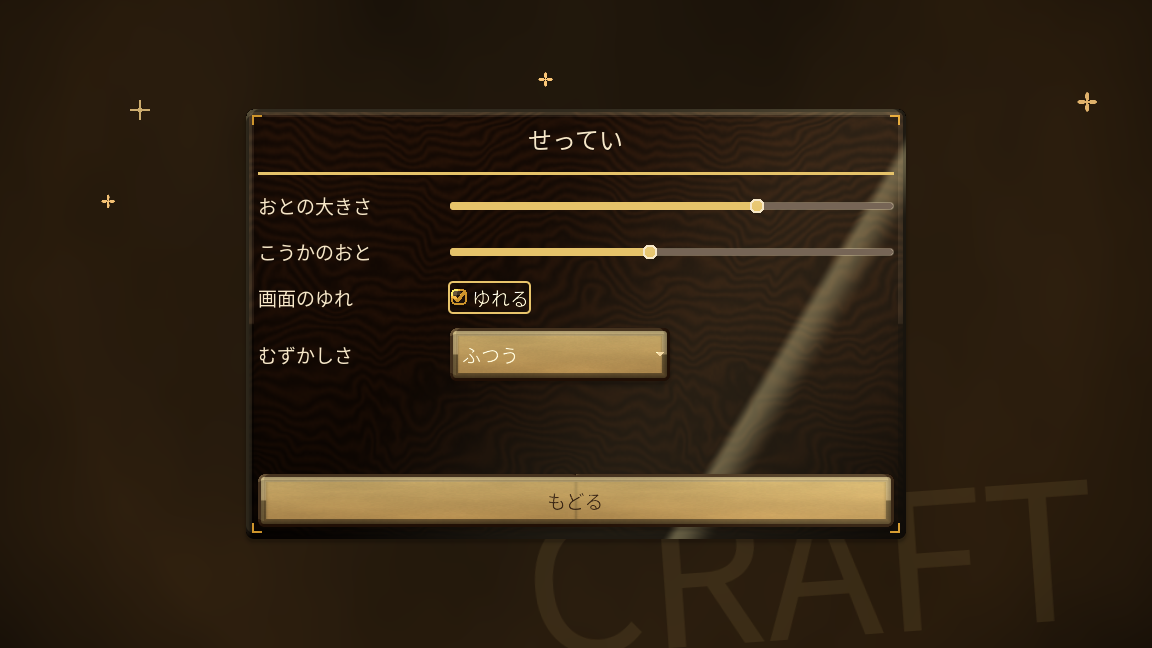 せってい
おとの大きさ
こうかのおと
画面のゆれ ゆれる
むずかしさ ふつう
もどる
CRAFT